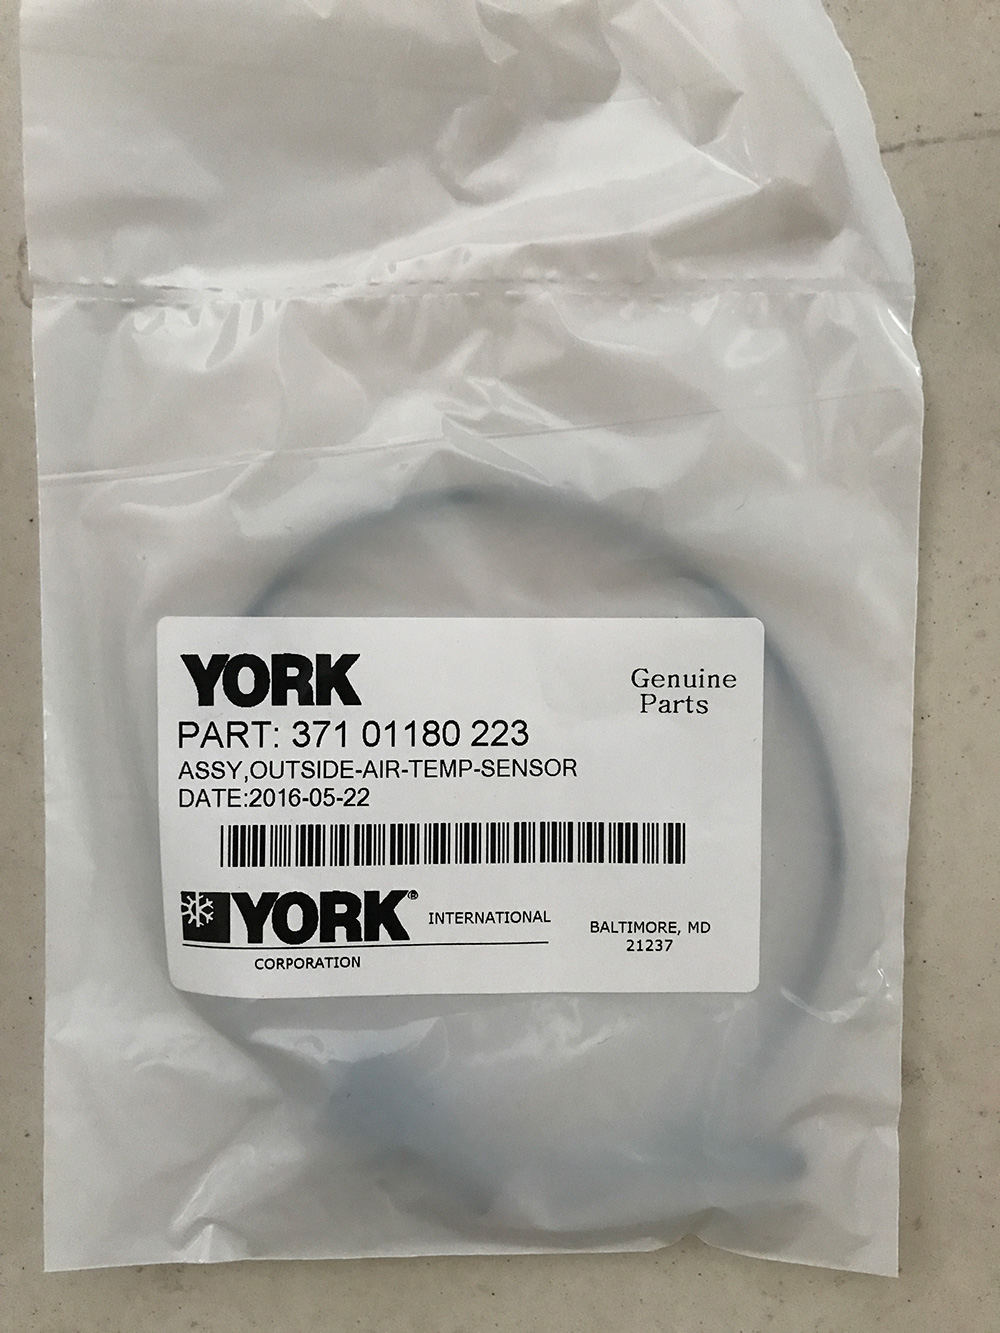 YORK
Genuine
Parts
PART: 371 01180 223
ASSY,OUTSIDE-AIR-TEMP-SENSOR
DATE:2016-05-22
YORK® INTERNATIONAL
CORPORATION
BALTIMORE, MD
21237